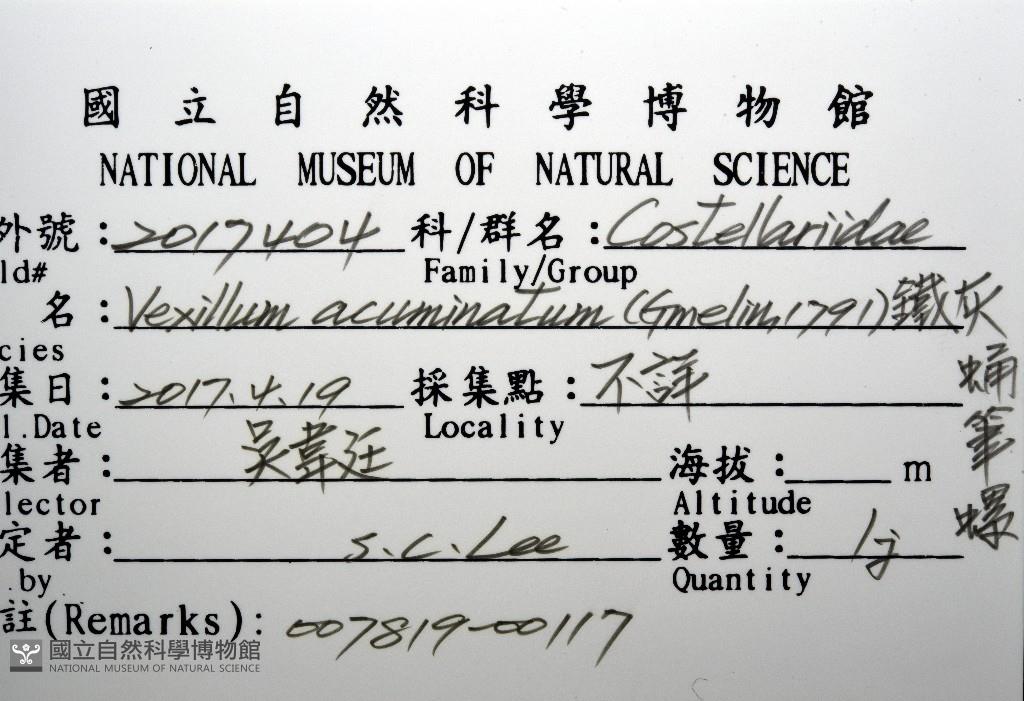 國立自然科學博物館
NATIONAL MUSEUM OF NATURAL SCIENCE
外號：2017404 科/群名：Costellariidae
ld# Family/Group
名：Vexillum acuminatum (Gmelin, 1791) 鐵灰蛹筆螺
cies
集日：2017.4.19 採集點：不詳
l.Date Locality
集者：吳韋廷 海拔：m
lector Altitude
定者：S.C.Lee 數量：1j
.by Quantity
註(Remarks)：007819-00117
國立自然科學博物館
NATIONAL MUSEUM OF NATURAL SCIENCE